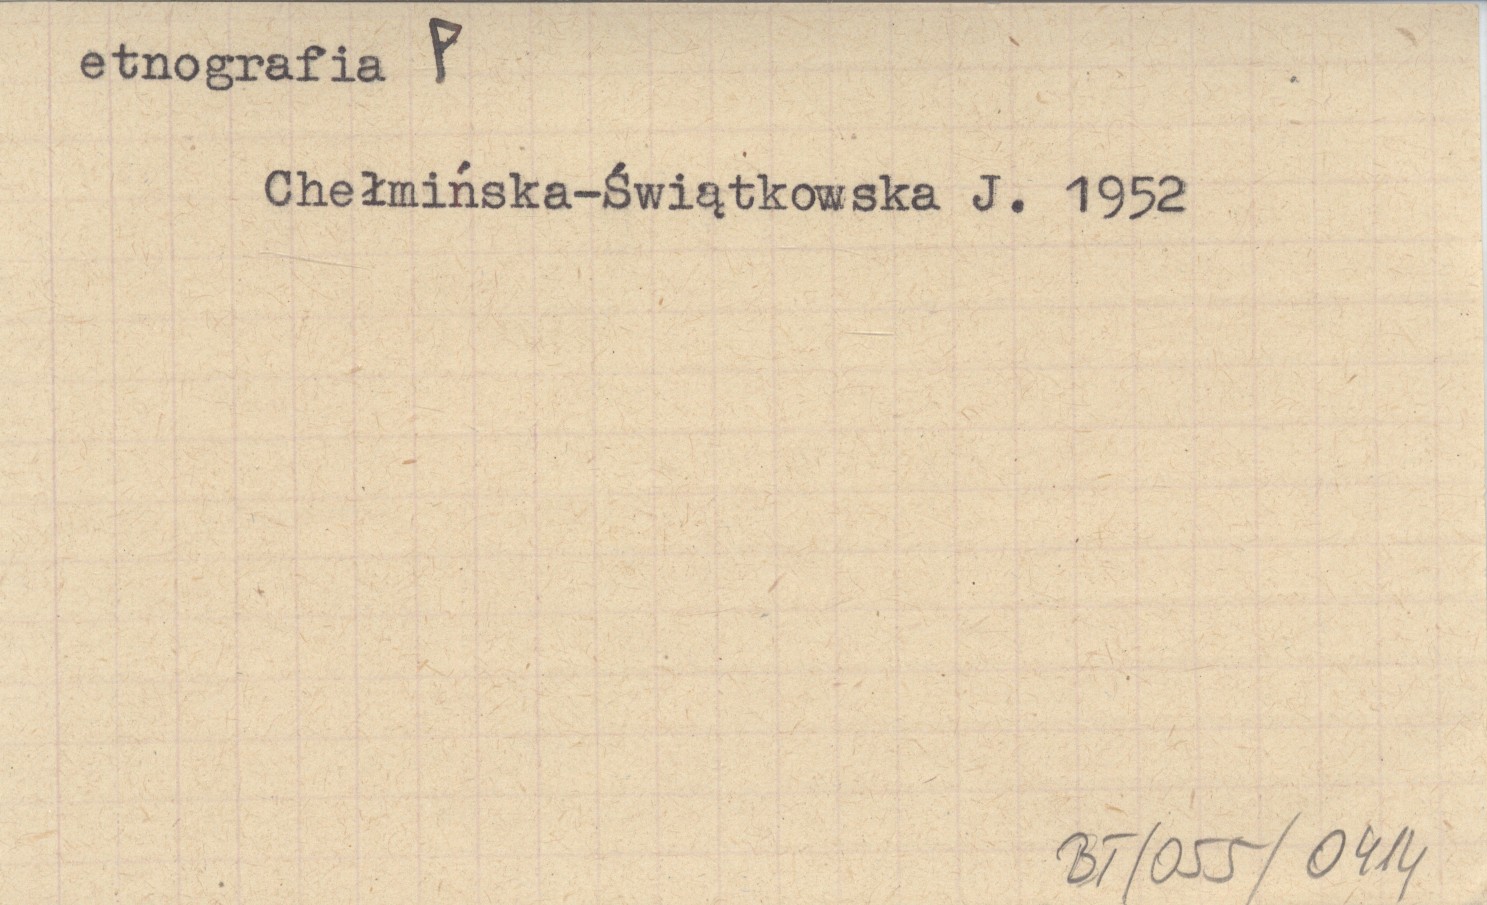 etnografia P
Chełmińska-Świątkowska J. 1952
BT/055/0414